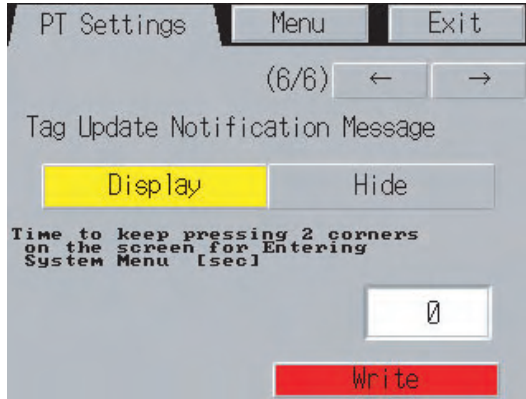 PT Settings Menu Exit
(6/6) ← →
Tag Update Notification Message
Display Hide
Time to keep pressing 2 corners
on the screen for Entering
System Menu [sec]
0
Write